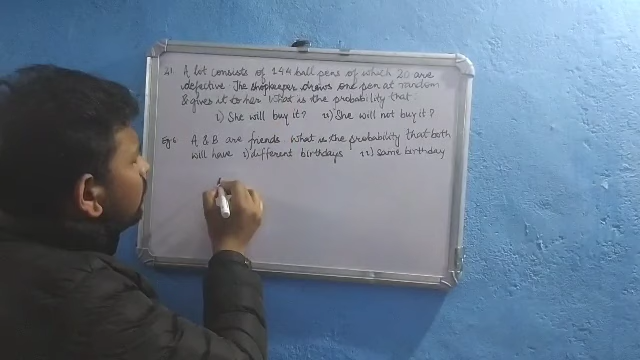 41. A lot consists of 144 ball pens of which 20 are
defective. The shopkeeper draws one pen at random
& gives it to her. What is the probability that:
i) She will buy it? ii) She will not buy it?
Eg:6 A & B are friends. What is the probability that both
will have i) different birthdays ii) same birthday